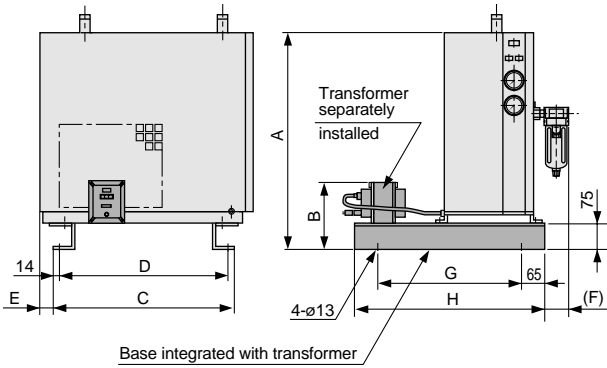 Transformer
separately
installed
A
B
75
14
D
G
65
E
C
H
(F)
4-ø13
Base integrated with transformer